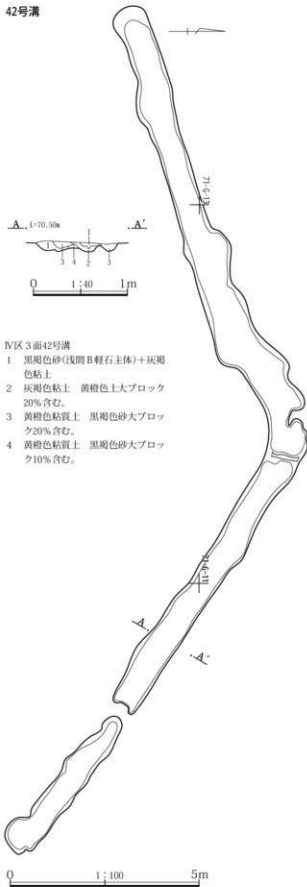 42号溝
71-G-13
A
L=70.50m
A′
1
1
3
4
2
3
0
1:40
1m
Ⅳ区3面42号溝
1 黒褐色砂(浅間B軽石主体)+灰褐
色粘土
2 灰褐色粘土 黄橙色土大ブロック
20%含む。
3 黄橙色粘質土 黒褐色砂大ブロッ
ク20%含む。
4 黄橙色粘質土 黒褐色砂大ブロッ
ク10%含む。
71-G-11
A
A′
0
1:100
5m